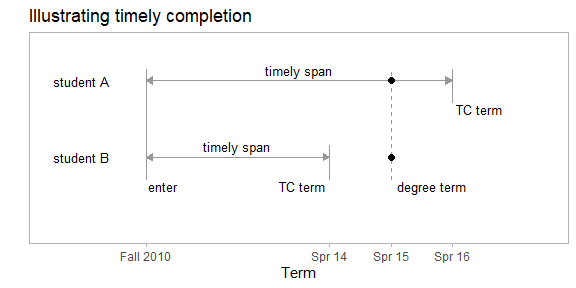 Illustrating timely completion
timely span
student A
TC term
timely span
student B
enter
TC term
degree term
Fall 2010
Spr 14
Spr 15
Spr 16
Term